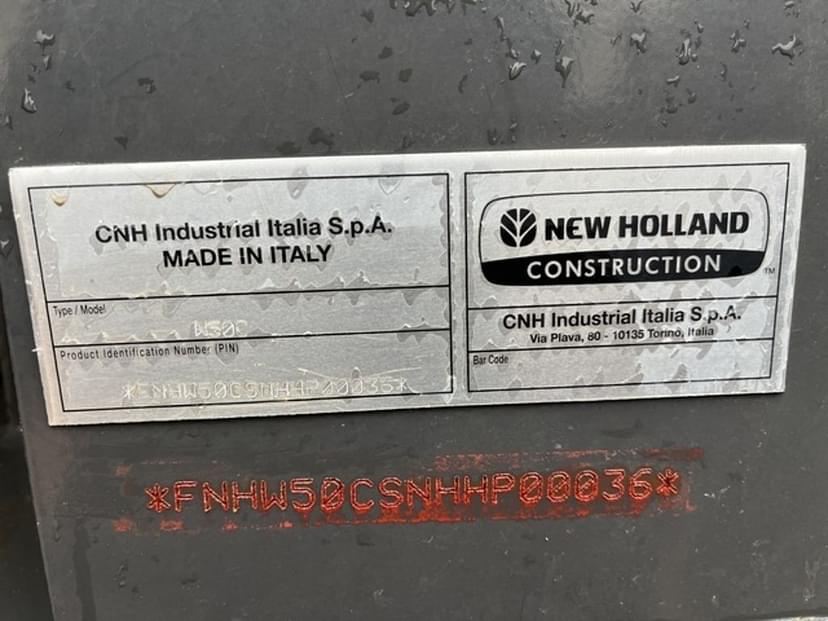 CNH Industrial Italia S.p.A.
MADE IN ITALY
Type / Model
W50C
Product Identification Number (PIN)
*FNHW50CSNHHP00036*
NEW HOLLAND
CONSTRUCTION
TM
CNH Industrial Italia S.p.A.
Via Plava, 80 - 10135 Torino, Italia
Bar Code
*FNHW50CSNHHP00036*